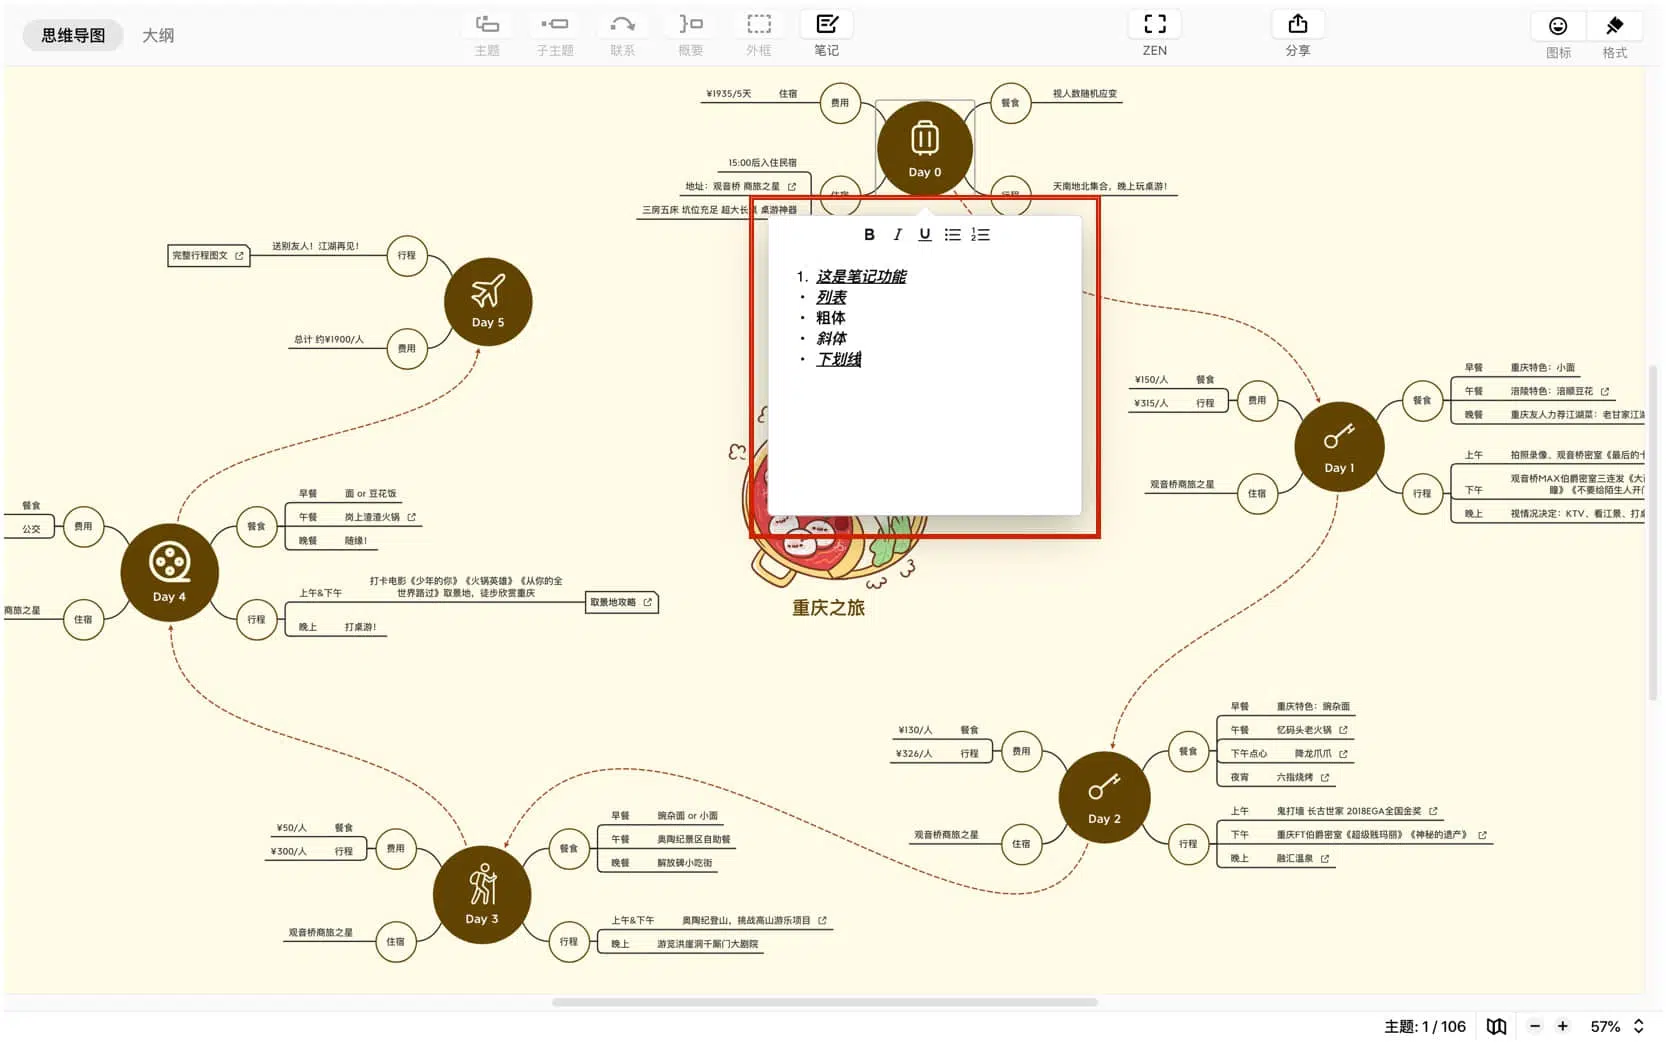 思维导图
大纲
主题
子主题
联系
概要
外框
笔记
ZEN
分享
图标
格式
¥1935/5天 住宿
费用
15:00后入住民宿
地址：观音桥 商旅之星
三房五床 坑位充足 超大长桌 桌游神器
住宿
Day 0
餐食
视人数随机应变
行程
天南地北集合，晚上玩桌游！
B I U
1. 这是笔记功能
· 列表
· 粗体
· 斜体
· 下划线
完整行程图文
送别友人！江湖再见！
行程
总计 约¥1900/人
费用
Day 5
¥150/人 餐食
¥315/人 行程
费用
观音桥商旅之星
住宿
Day 1
餐食
早餐 重庆特色：小面
午餐 涪陵特色：涪顺豆花
晚餐 重庆友人力荐江湖菜：老甘家江湖
行程
上午 拍照录像、观音桥密室《最后的
下午 观音桥MAX伯爵密室三连发《大
瞳》《不要给陌生人开门
晚上 视情况决定：KTV、看江景、打桌
餐食
公交
费用
商旅之星
住宿
Day 4
餐食
早餐 面 or 豆花饭
午餐 岗上渣渣火锅
晚餐 随缘！
行程
上午&下午 打卡电影《少年的你》《火锅英雄》《从你的全
世界路过》取景地，徒步欣赏重庆
取景地攻略
晚上 打桌游！
重庆之旅
¥130/人 餐食
¥326/人 行程
费用
观音桥商旅之星
住宿
Day 2
餐食
早餐 重庆特色：豌杂面
午餐 忆码头老火锅
下午点心 降龙爪爪
夜宵 六指烧烤
行程
上午 鬼打墙 长古世家 2018EGA全国金奖
下午 重庆FT伯爵密室《超级贱玛丽》《神秘的遗产》
晚上 融汇温泉
¥50/人 餐食
¥300/人 行程
费用
观音桥商旅之星
住宿
Day 3
餐食
早餐 豌杂面 or 小面
午餐 奥陶纪景区自助餐
晚餐 解放碑小吃街
行程
上午&下午 奥陶纪登山，挑战高山游乐项目
晚上 游览洪崖洞千厮门大剧院
主题: 1 / 106
57%